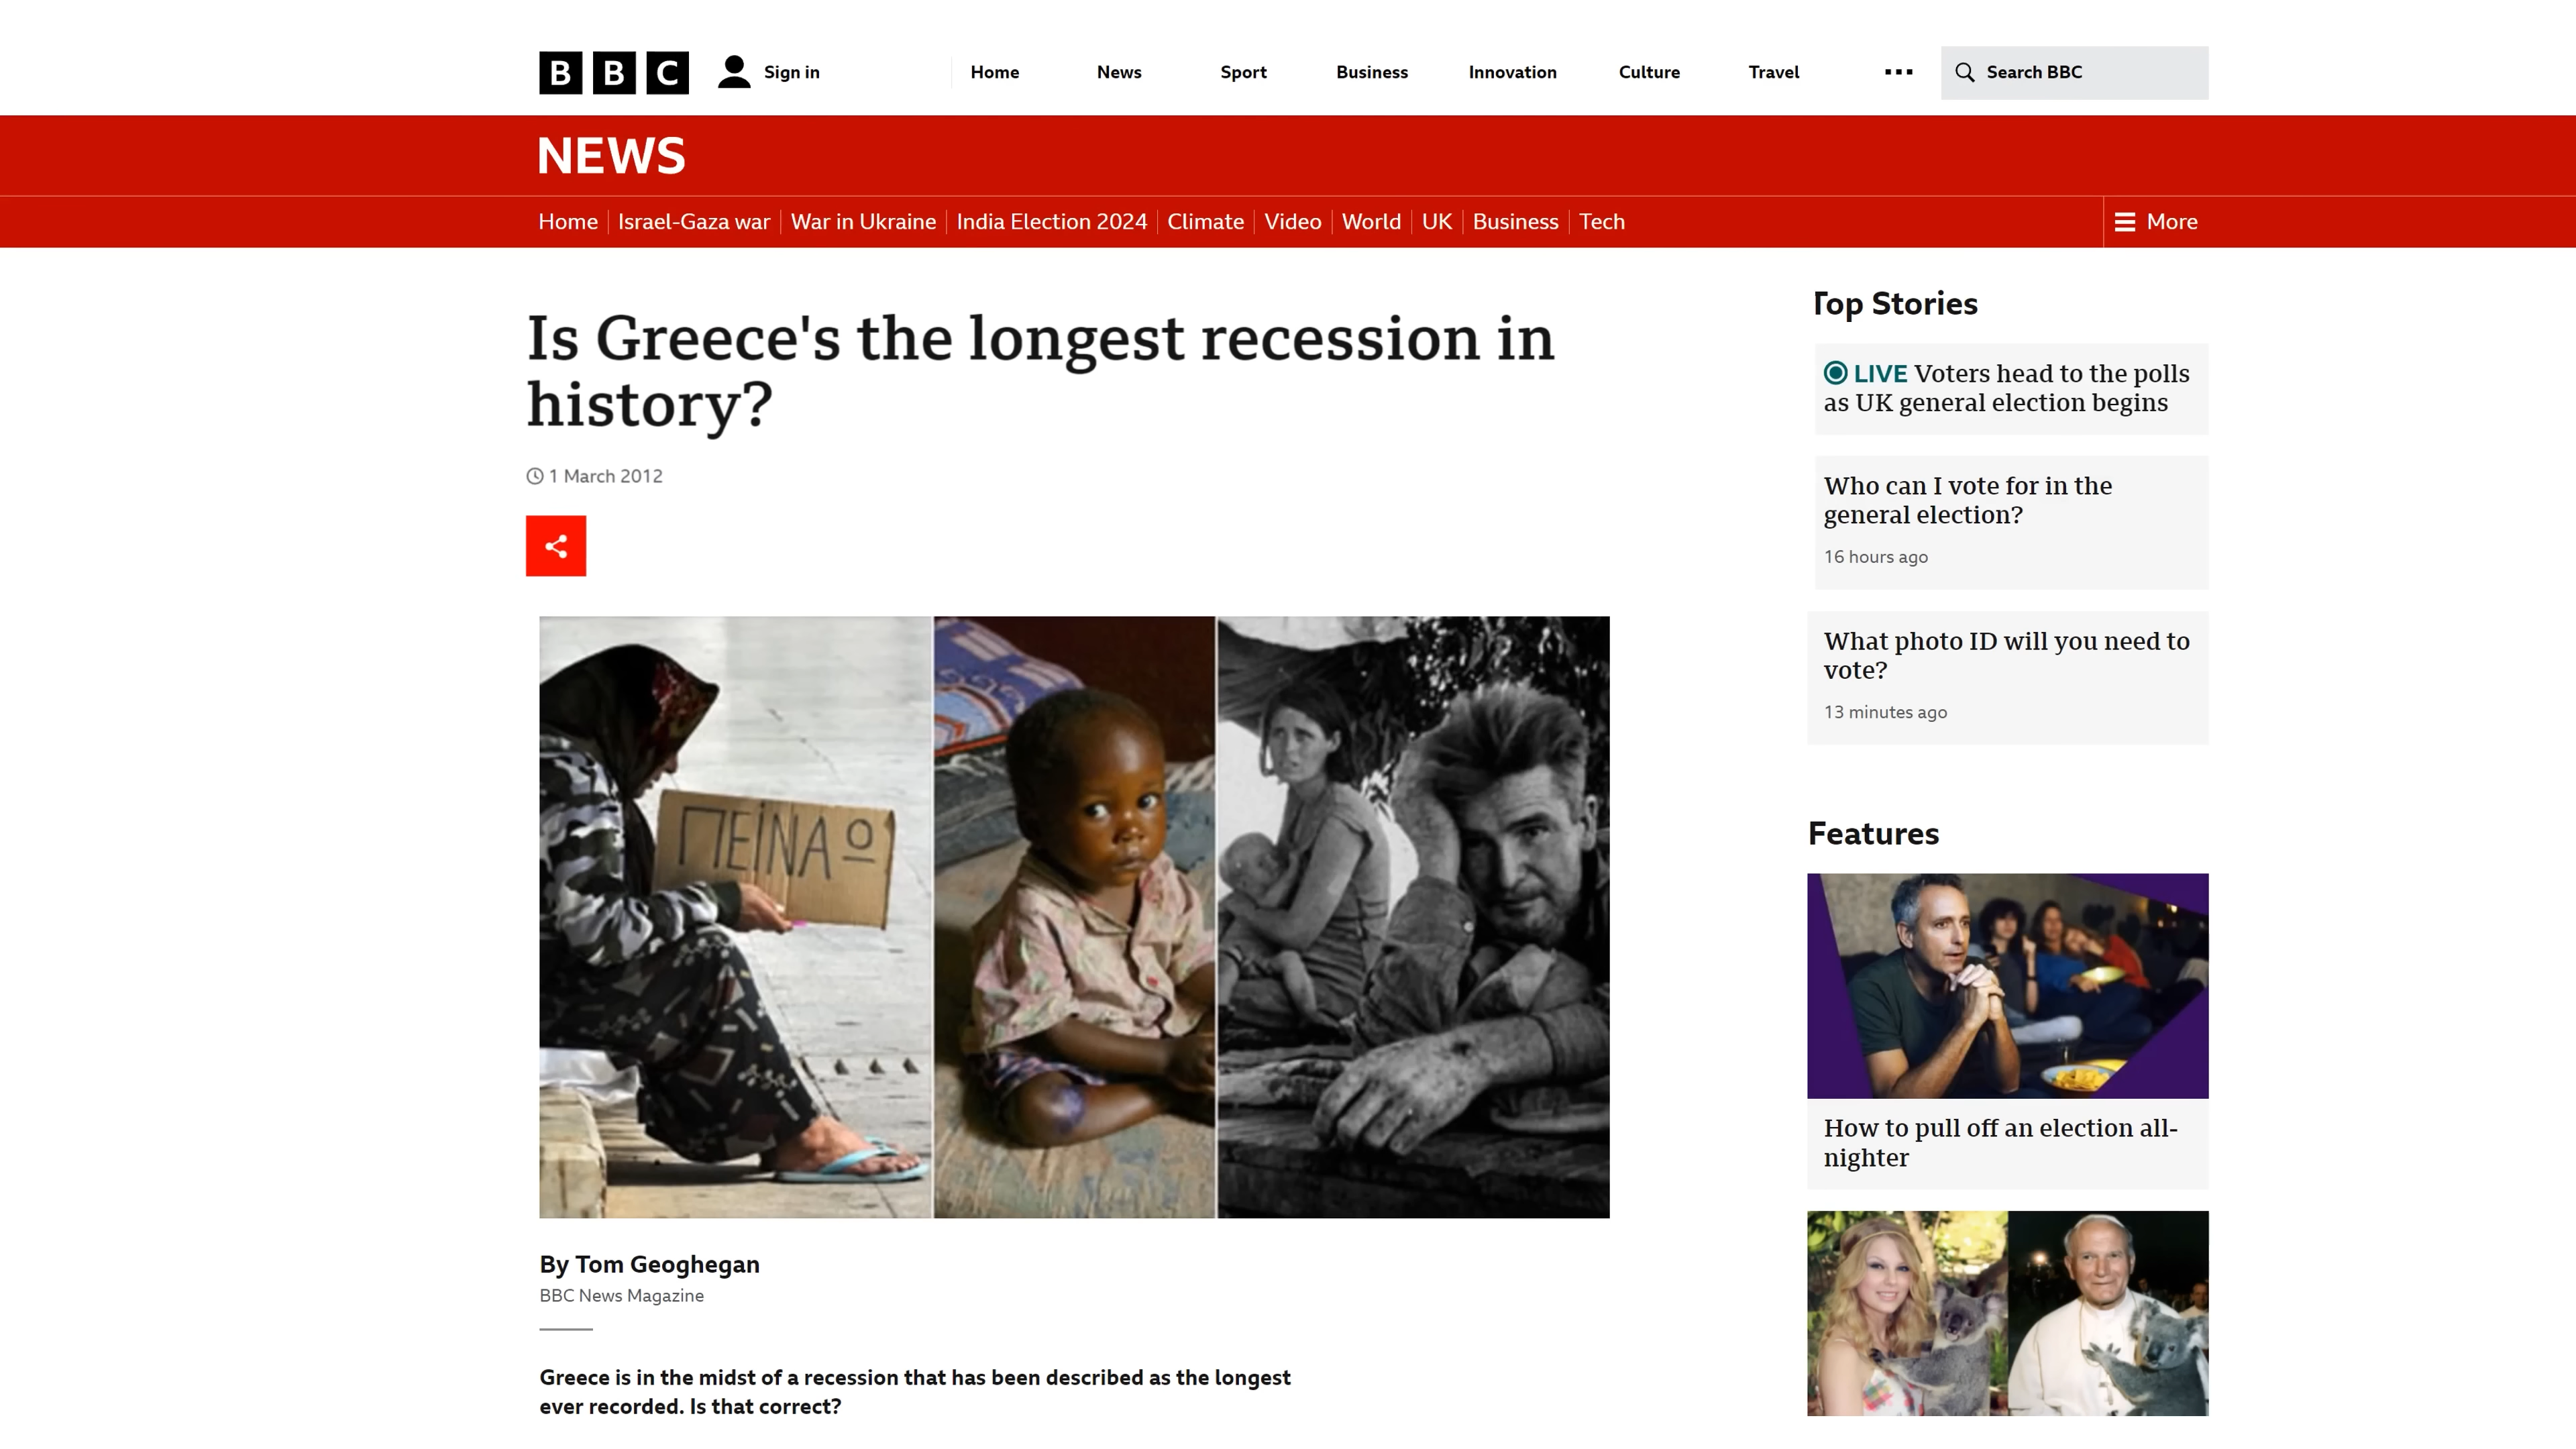 BBC
Sign in
Home
News
Sport
Business
Innovation
Culture
Travel
Search BBC
NEWS
Home
Israel-Gaza war
War in Ukraine
India Election 2024
Climate
Video
World
UK
Business
Tech
More
Is Greece's the longest recession in
history?
1 March 2012
ΠΕΙΝΑΩ
By Tom Geoghegan
BBC News Magazine
Greece is in the midst of a recession that has been described as the longest
ever recorded. Is that correct?
Top Stories
LIVE Voters head to the polls
as UK general election begins
Who can I vote for in the
general election?
16 hours ago
What photo ID will you need to
vote?
13 minutes ago
Features
How to pull off an election all-
nighter